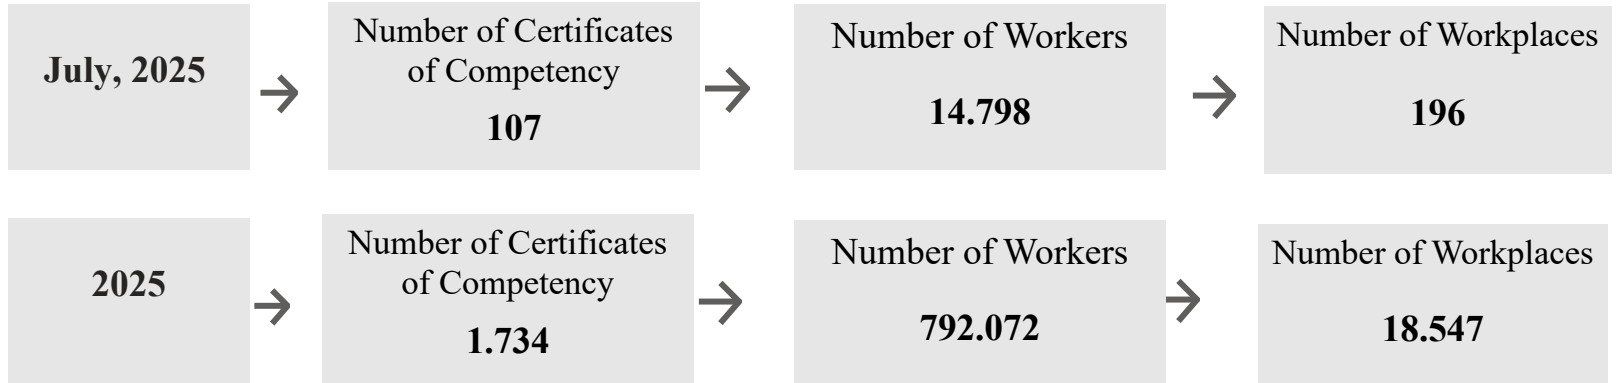 July, 2025
Number of Certificates
of Competency
107
Number of Workers
14.798
Number of Workplaces
196
2025
Number of Certificates
of Competency
1.734
Number of Workers
792.072
Number of Workplaces
18.547